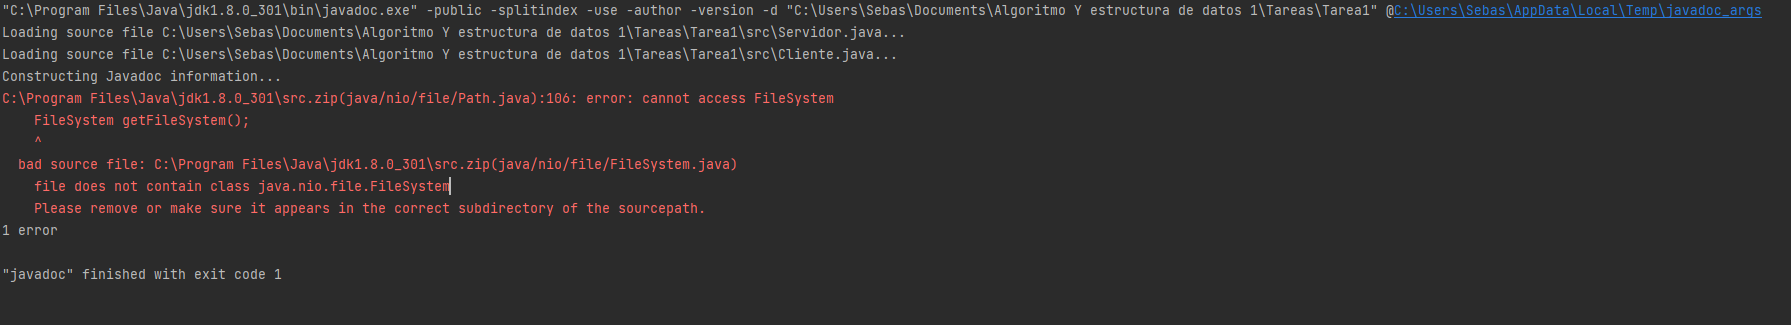 "C:\Program Files\Java\jdk1.8.0_301\bin\javadoc.exe" -public -splitindex -use -author -version -d "C:\Users\Sebas\Documents\Algoritmo Y estructura de datos 1\Tareas\Tarea1" @C:\Users\Sebas\AppData\Local\Temp\javadoc_args
Loading source file C:\Users\Sebas\Documents\Algoritmo Y estructura de datos 1\Tareas\Tarea1\src\Servidor.java...
Loading source file C:\Users\Sebas\Documents\Algoritmo Y estructura de datos 1\Tareas\Tarea1\src\Cliente.java...
Constructing Javadoc information...
C:\Program Files\Java\jdk1.8.0_301\src.zip(java/nio/file/Path.java):106: error: cannot access FileSystem
    FileSystem getFileSystem();
    ^
  bad source file: C:\Program Files\Java\jdk1.8.0_301\src.zip(java/nio/file/FileSystem.java)
    file does not contain class java.nio.file.FileSystem
    Please remove or make sure it appears in the correct subdirectory of the sourcepath.
1 error
"javadoc" finished with exit code 1